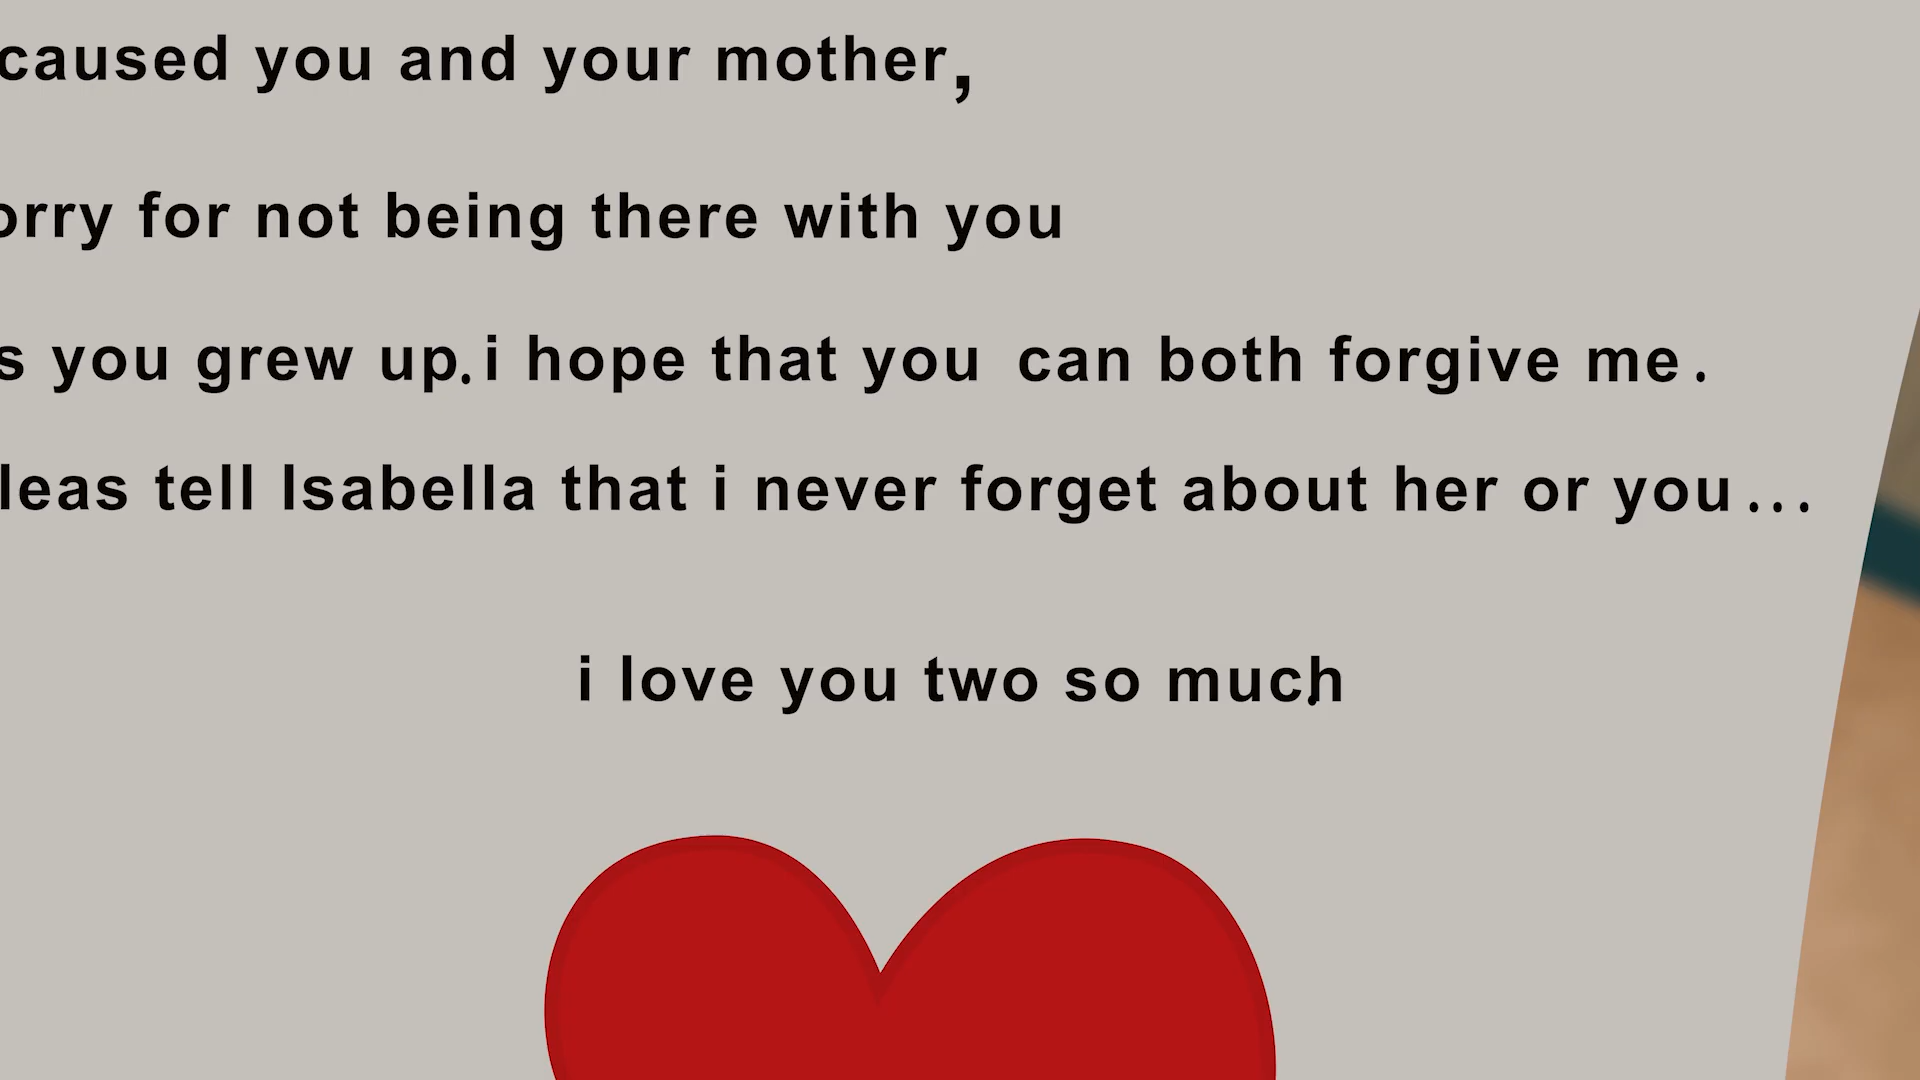 caused you and your mother,
orry for not being there with you
s you grew up.i hope that you can both forgive me.
leas tell Isabella that i never forget about her or you...
i love you two so much.